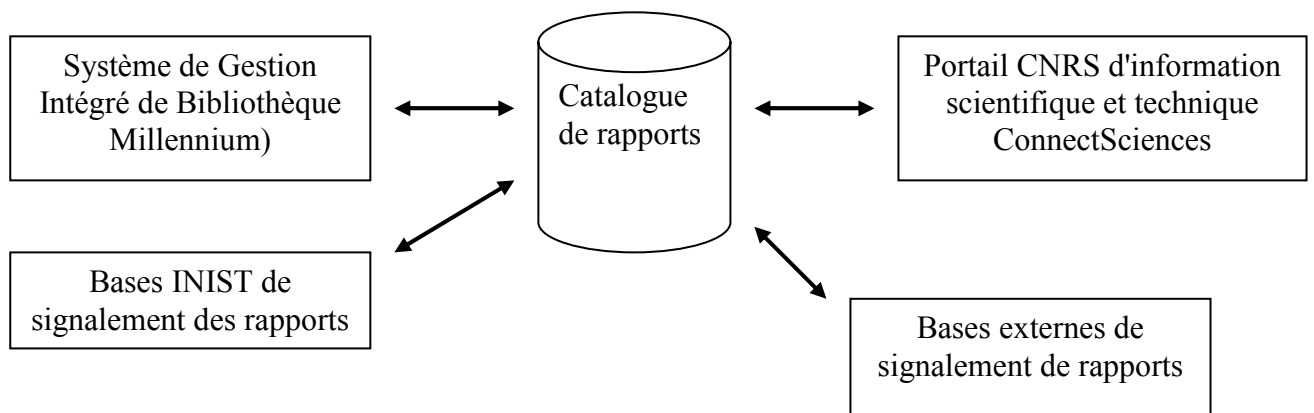 Système de Gestion
Intégré de Bibliothèque
Millennium)
Catalogue
de rapports
Portail CNRS d'information
scientifique et technique
ConnectSciences
Bases INIST de
signalement des rapports
Bases externes de
signalement de rapports